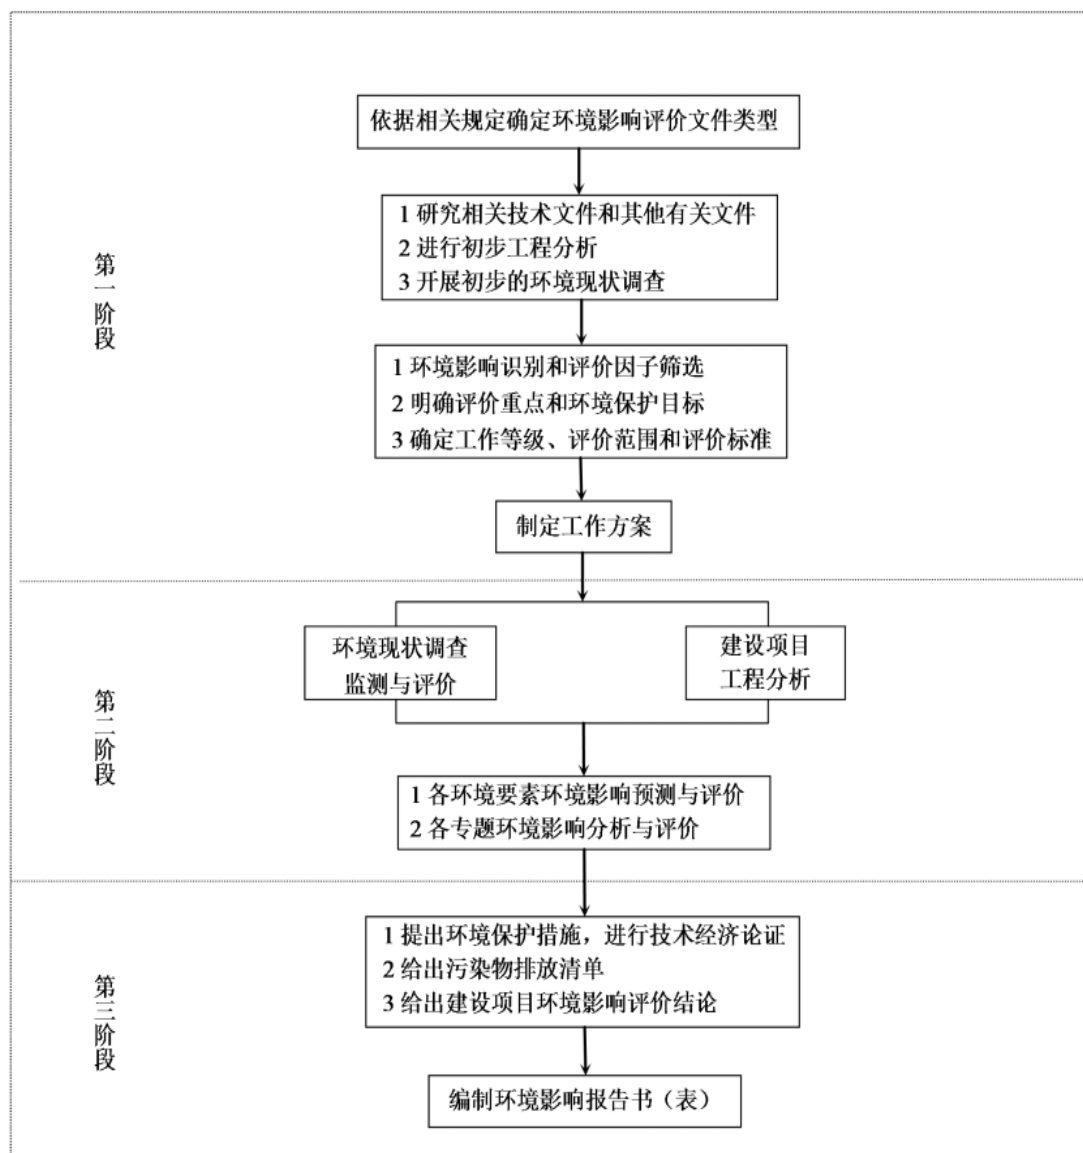 依据相关规定确定环境影响评价文件类型
1 研究相关技术文件和其他有关文件
2 进行初步工程分析
3 开展初步的环境现状调查
第一阶段
1 环境影响识别和评价因子筛选
2 明确评价重点和环境保护目标
3 确定工作等级、评价范围和评价标准
制定工作方案
环境现状调查
监测与评价
建设项目
工程分析
第二阶段
1 各环境要素环境影响预测与评价
2 各专题环境影响分析与评价
1 提出环境保护措施，进行技术经济论证
2 给出污染物排放清单
3 给出建设项目环境影响评价结论
第三阶段
编制环境影响报告书（表）